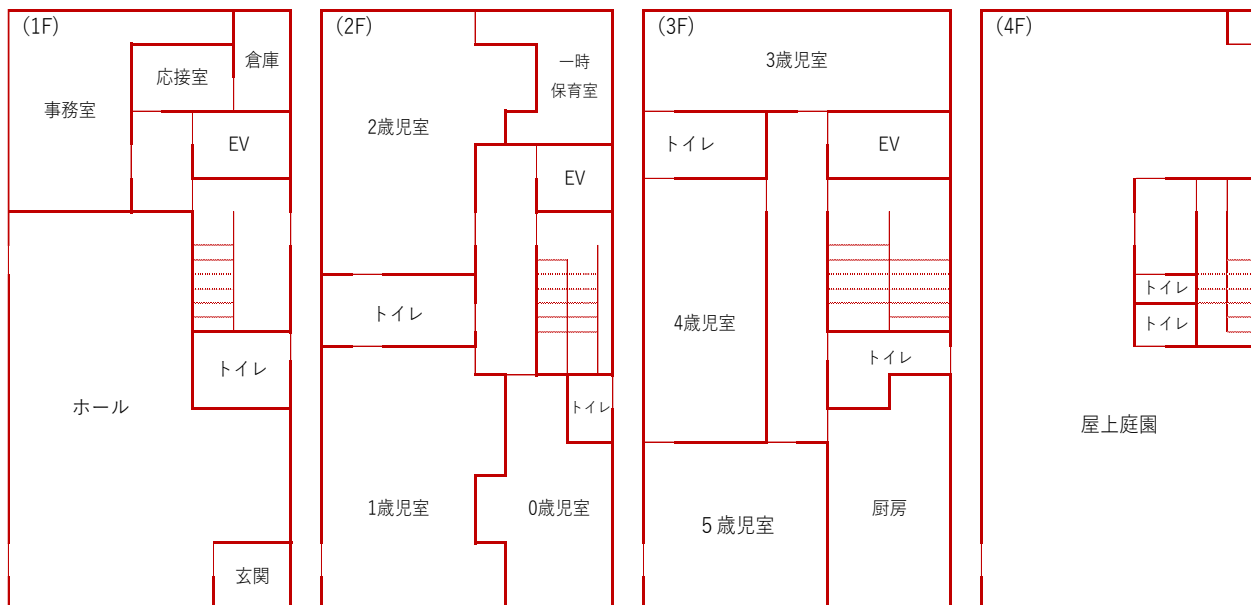 (1F)
倉庫
応接室
事務室
EV
トイレ
ホール
玄関
(2F)
一時
保育室
2歳児室
EV
トイレ
トイレ
1歳児室
0歳児室
(3F)
3歳児室
トイレ
EV
4歳児室
トイレ
5歳児室
厨房
(4F)
トイレ
トイレ
屋上庭園